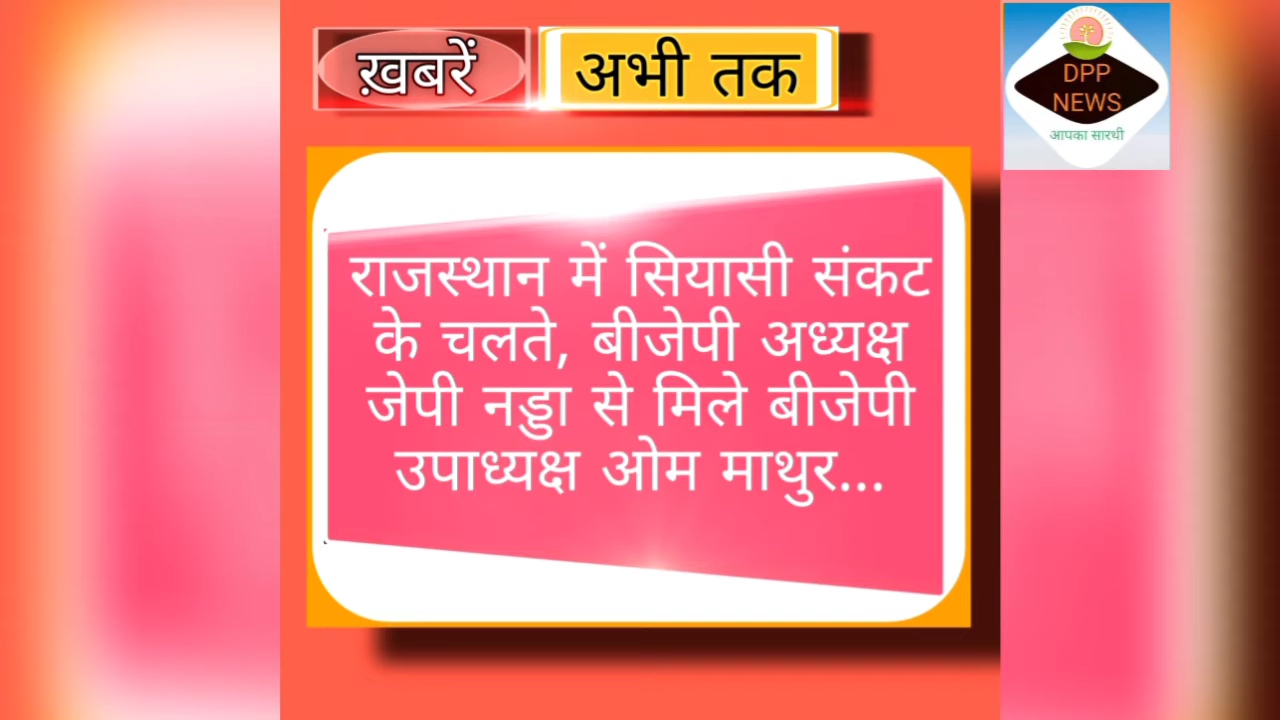 ख़बरें
अभी तक
DPP
NEWS
आपका सारथी
राजस्थान में सियासी संकट
के चलते, बीजेपी अध्यक्ष
जेपी नड्डा से मिले बीजेपी
उपाध्यक्ष ओम माथुर...